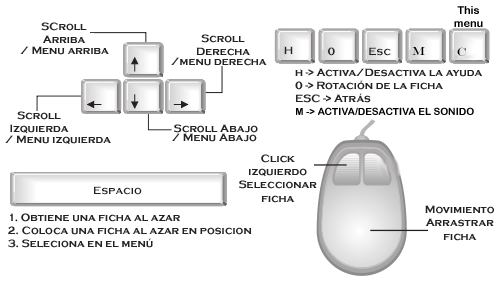 SCroll
Arriba
/ Menu arriba
Scroll
Derecha
/menu derecha
Scroll
Izquierda
/ Menu izquierda
Scroll Abajo
/ Menu Abajo
Espacio
1. Obtiene una ficha al azar
2. Coloca una ficha al azar en posicion
3. Seleciona en el menú
This
menu
H 0 Esc M C
H -> Activa/Desactiva la ayuda
0 -> Rotación de la ficha
ESC -> Atrás
M -> ACTIVA/DESACTIVA EL SONIDO
Click
izquierdo
Seleccionar
ficha
Movimiento
Arrastrar
ficha